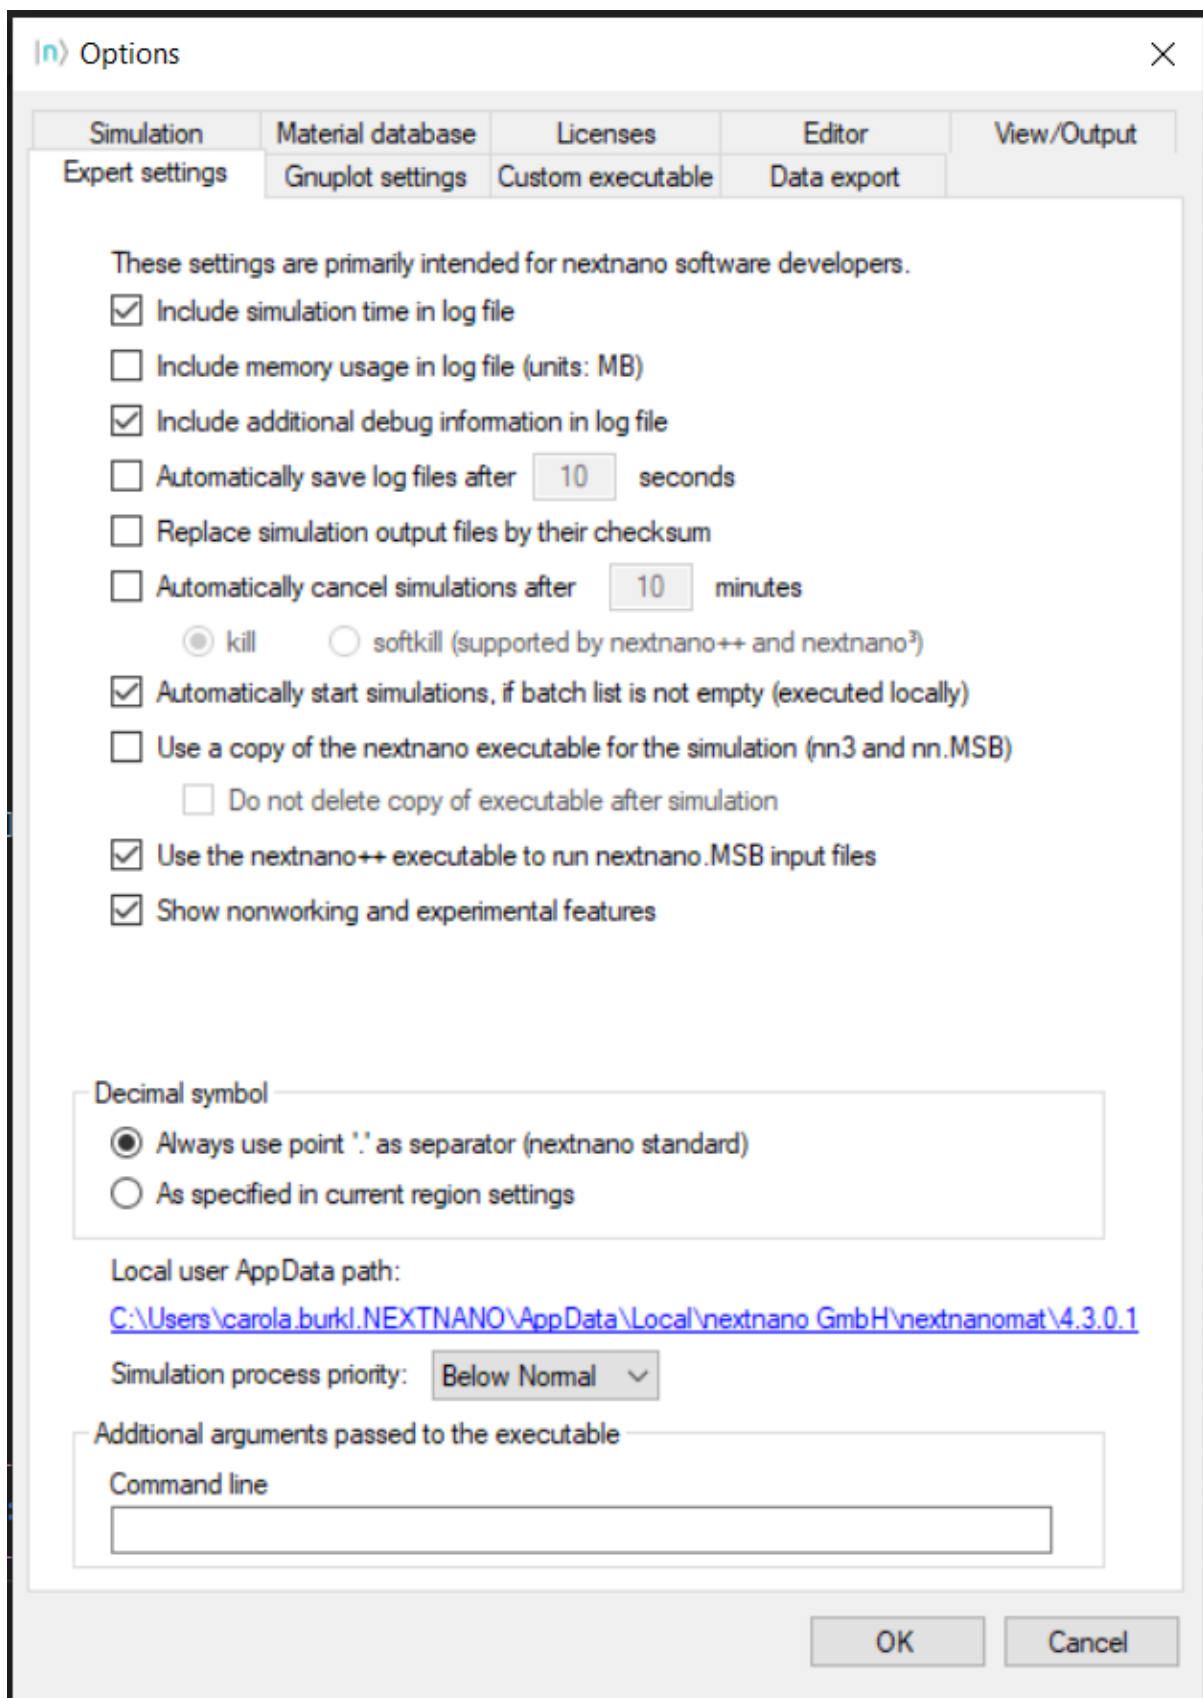 |n⟩ Options
Simulation Material database Licenses Editor View/Output
Expert settings Gnuplot settings Custom executable Data export
These settings are primarily intended for nextnano software developers.
Include simulation time in log file
Include memory usage in log file (units: MB)
Include additional debug information in log file
Automatically save log files after 10 seconds
Replace simulation output files by their checksum
Automatically cancel simulations after 10 minutes
kill softkill (supported by nextnano++ and nextnano³)
Automatically start simulations, if batch list is not empty (executed locally)
Use a copy of the nextnano executable for the simulation (nn3 and nn.MSB)
Do not delete copy of executable after simulation
Use the nextnano++ executable to run nextnano.MSB input files
Show nonworking and experimental features
Decimal symbol
Always use point '.' as separator (nextnano standard)
As specified in current region settings
Local user AppData path:
C:\Users\carola.burkl.NEXTNANO\AppData\Local\nextnano GmbH\nextnanomat\4.3.0.1
Simulation process priority: Below Normal
Additional arguments passed to the executable
Command line
OK Cancel